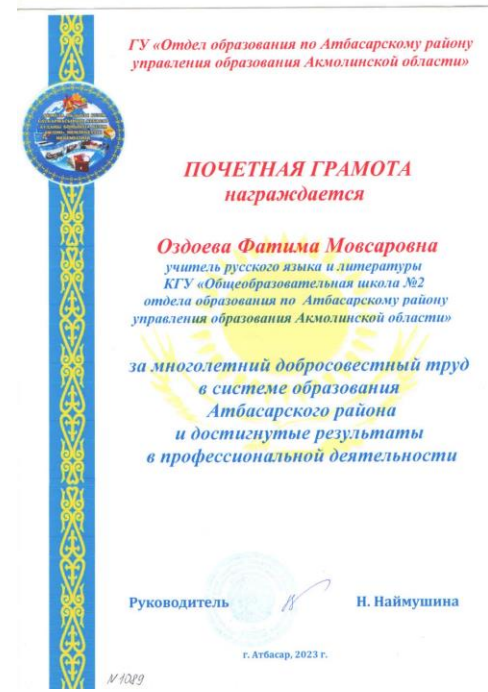 ГУ «Отдел образования по Атбасарскому району
управления образования Акмолинской области»
ПОЧЕТНАЯ ГРАМОТА
награждается
Оздоева Фатима Мовсаровна
учитель русского языка и литературы
КГУ «Общеобразовательная школа №2
отдела образования по Атбасарскому району
управления образования Акмолинской области»
за многолетний добросовестный труд
в системе образования
Атбасарского района
и достигнутые результаты
в профессиональной деятельности
Руководитель
Н. Наймушина
г. Атбасар, 2023 г.
N 1089